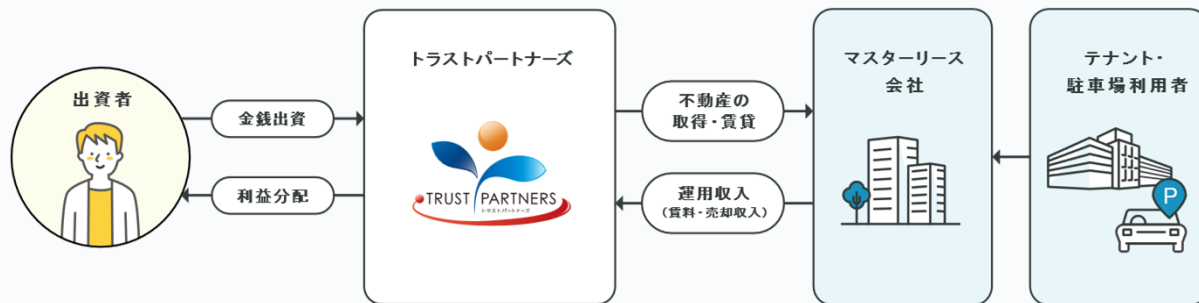 出資者
金銭出資
利益分配
トラストパートナーズ
TRUST PARTNERS
トラストパートナーズ
不動産の
取得・賃貸
運用収入
（賃料・売却収入）
マスターリース
会社
テナント・
駐車場利用者
P